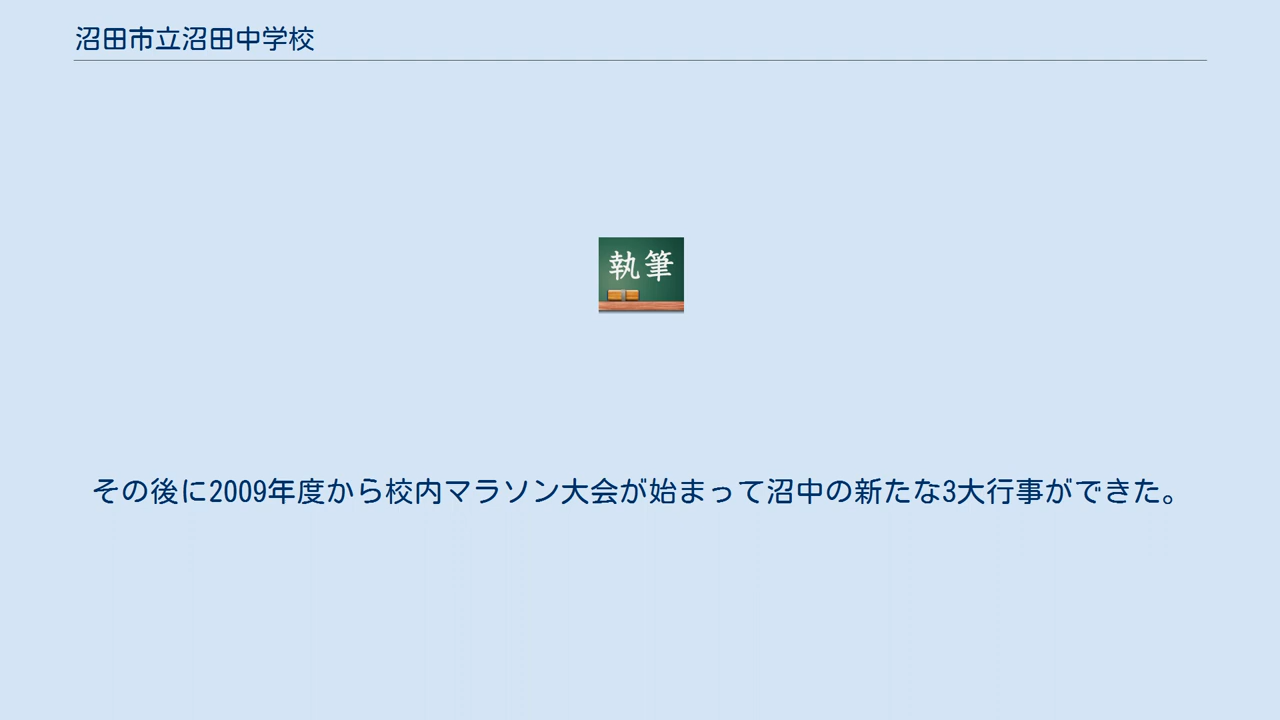 沼田市立沼田中学校
執筆
その後に2009年度から校内マラソン大会が始まって沼中の新たな3大行事ができた。